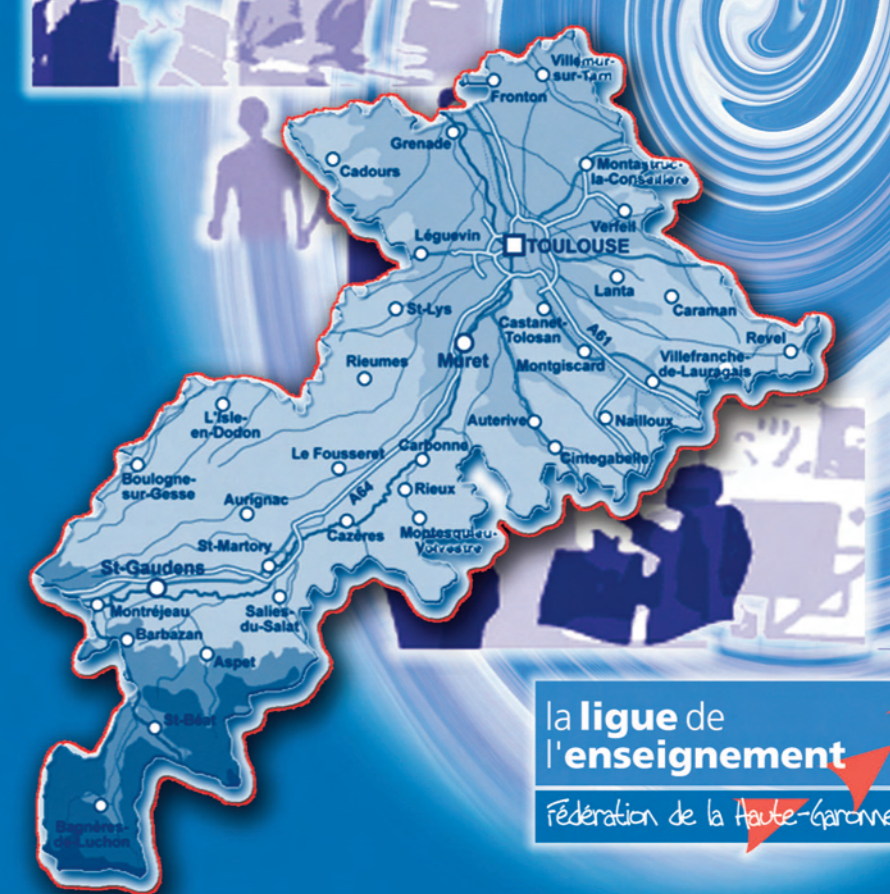 Villemur-
sur-Tarn
Fronton
Grenade
Cadours
Montastruc-
la-Conseillère
Verfeil
Léguevin
TOULOUSE
Lanta
Caraman
St-Lys
Castanet-
Tolosan
A61
Revel
Rieumes
Muret
Montgiscard
Villefranche-
de-Lauragais
L'Isle-
en-Dodon
Auterive
Nailloux
Le Fousseret
Carbonne
Cintegabelle
Boulogne-
sur-Gesse
A64
Rieux
Aurignac
Cazères
Montesquieu-
Volvestre
St-Martory
St-Gaudens
Montréjeau
Salies-
du-Salat
Barbazan
Aspet
St-Béat
Bagnères-
de-Luchon
la ligue de
l'enseignement
Fédération de la Haute-Garonne